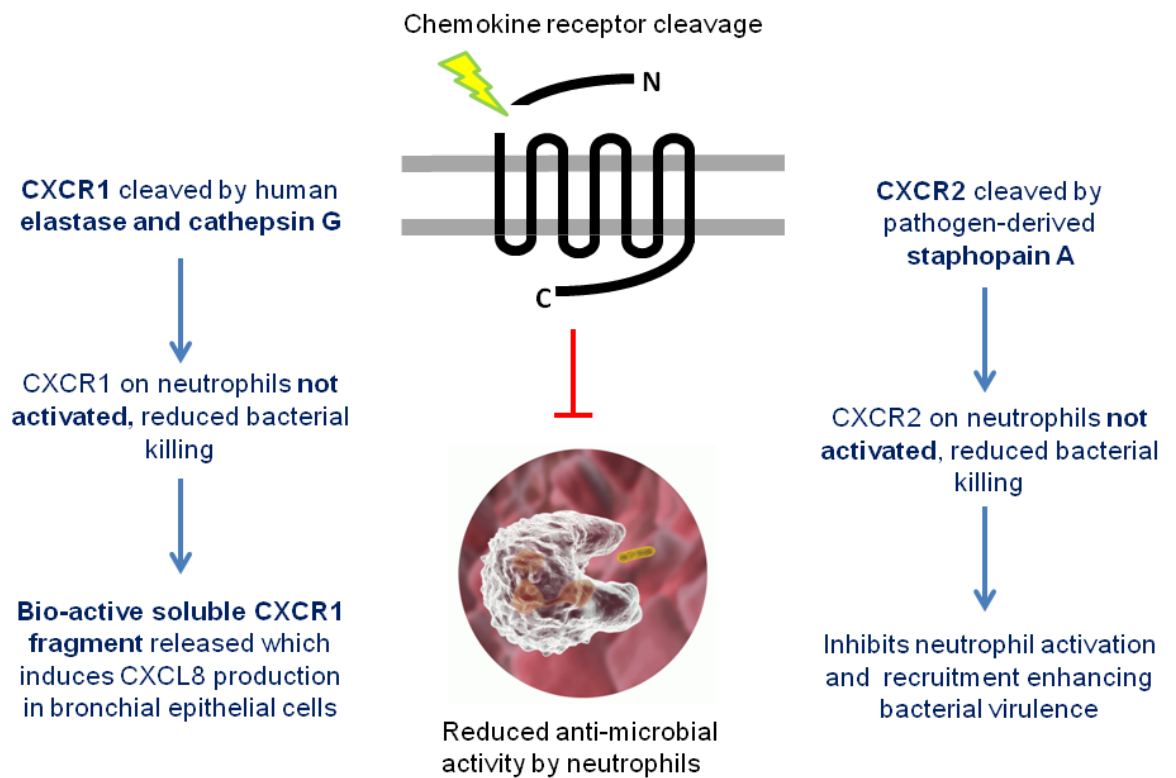 Chemokine receptor cleavage
N
C
CXCR1 cleaved by human
elastase and cathepsin G
CXCR1 on neutrophils not
activated, reduced bacterial
killing
Bio-active soluble CXCR1
fragment released which
induces CXCL8 production
in bronchial epithelial cells
Reduced anti-microbial
activity by neutrophils
CXCR2 cleaved by
pathogen-derived
staphopain A
CXCR2 on neutrophils not
activated, reduced bacterial
killing
Inhibits neutrophil activation
and recruitment enhancing
bacterial virulence